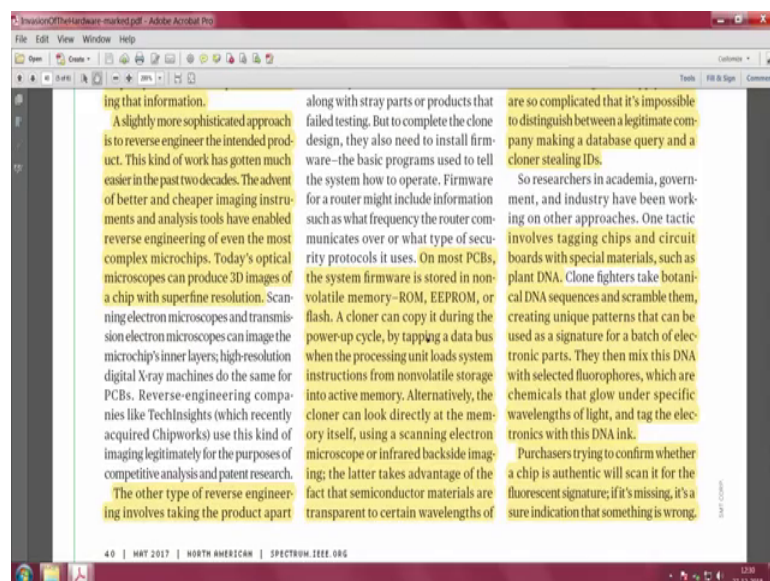 InvasionOfTheHardware-marked.pdf - Adobe Acrobat Pro
File Edit View Window Help
Open Create Customize
40 (5 of 6) 200% Tools Fill & Sign Comment
ing that information.
A slightly more sophisticated approach
is to reverse engineer the intended prod-
uct. This kind of work has gotten much
easier in the past two decades. The advent
of better and cheaper imaging instru-
ments and analysis tools have enabled
reverse engineering of even the most
complex microchips. Today's optical
microscopes can produce 3D images of
a chip with superfine resolution. Scan-
ning electron microscopes and transmis-
sion electron microscopes can image the
microchip's inner layers; high-resolution
digital X-ray machines do the same for
PCBs. Reverse-engineering compa-
nies like TechInsights (which recently
acquired Chipworks) use this kind of
imaging legitimately for the purposes of
competitive analysis and patent research.
The other type of reverse engineer-
ing involves taking the product apart
along with stray parts or products that
failed testing. But to complete the clone
design, they also need to install firm-
ware—the basic programs used to tell
the system how to operate. Firmware
for a router might include information
such as what frequency the router com-
municates over or what type of secu-
rity protocols it uses. On most PCBs,
the system firmware is stored in non-
volatile memory—ROM, EEPROM, or
flash. A cloner can copy it during the
power-up cycle, by tapping a data bus
when the processing unit loads system
instructions from nonvolatile storage
into active memory. Alternatively, the
cloner can look directly at the mem-
ory itself, using a scanning electron
microscope or infrared backside imag-
ing; the latter takes advantage of the
fact that semiconductor materials are
transparent to certain wavelengths of
are so complicated that it's impossible
to distinguish between a legitimate com-
pany making a database query and a
cloner stealing IDs.
So researchers in academia, govern-
ment, and industry have been work-
ing on other approaches. One tactic
involves tagging chips and circuit
boards with special materials, such as
plant DNA. Clone fighters take botani-
cal DNA sequences and scramble them,
creating unique patterns that can be
used as a signature for a batch of elec-
tronic parts. They then mix this DNA
with selected fluorophores, which are
chemicals that glow under specific
wavelengths of light, and tag the elec-
tronics with this DNA ink.
Purchasers trying to confirm whether
a chip is authentic will scan it for the
fluorescent signature; if it's missing, it's a
sure indication that something is wrong.
SMT CORP.
40 | MAY 2017 | NORTH AMERICAN | SPECTRUM.IEEE.ORG
12:30